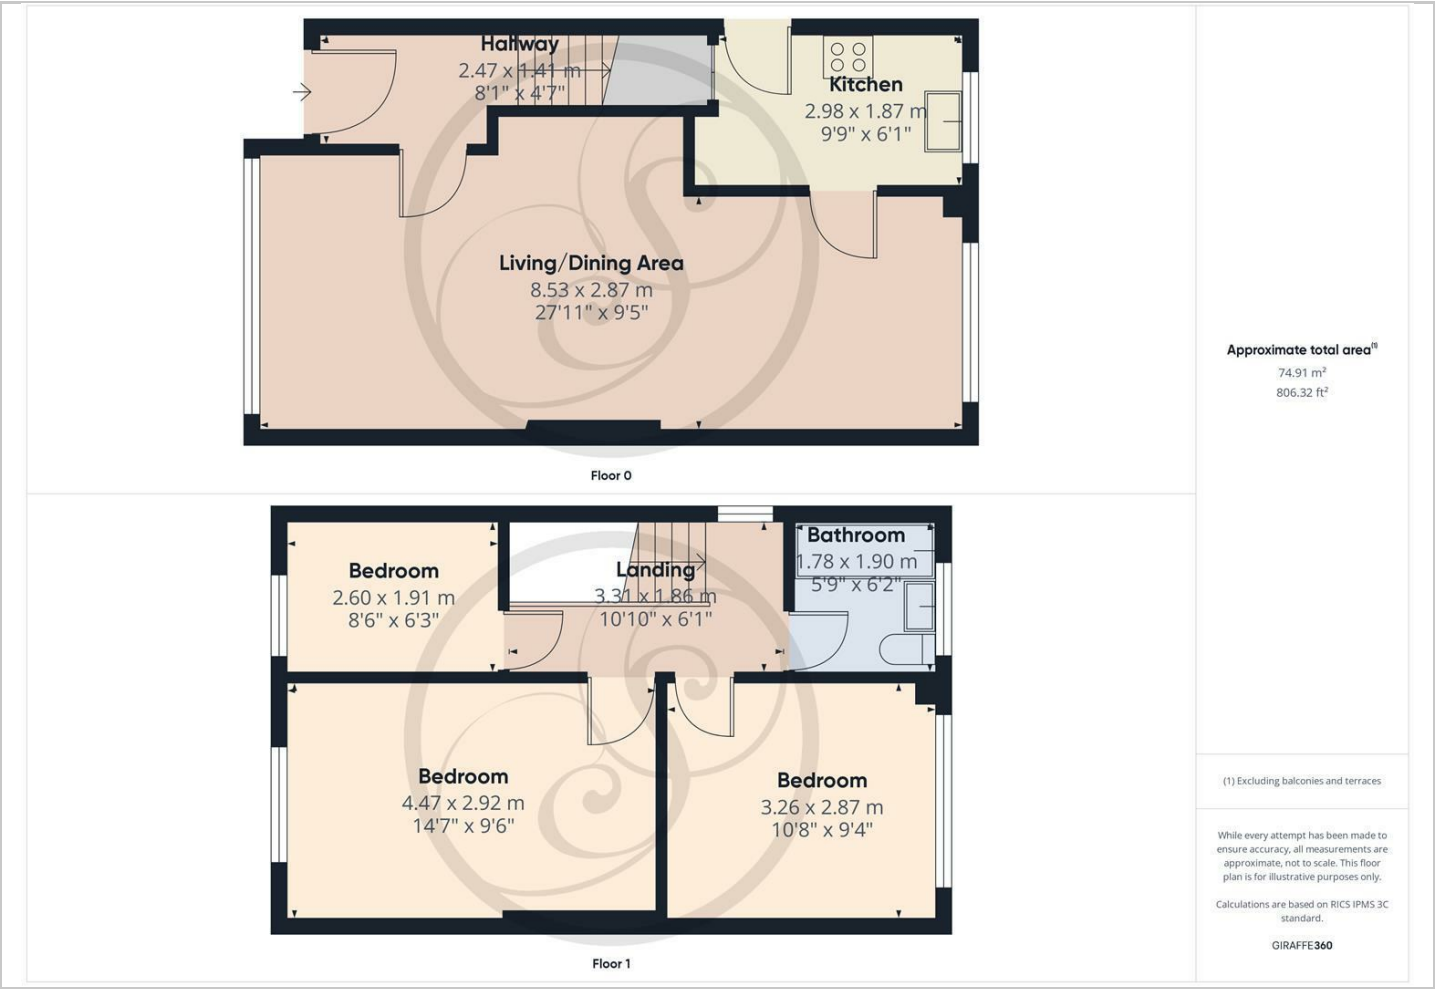 Hallway
2.47 x 1.41 m
8'1" x 4'7"
Kitchen
2.98 x 1.87 m
9'9" x 6'1"
Living/Dining Area
8.53 x 2.87 m
27'11" x 9'5"
Floor 0
Bedroom
2.60 x 1.91 m
8'6" x 6'3"
Landing
3.31 x 1.86 m
10'10" x 6'1"
Bathroom
1.78 x 1.90 m
5'9" x 6'2"
Bedroom
4.47 x 2.92 m
14'7" x 9'6"
Bedroom
3.26 x 2.87 m
10'8" x 9'4"
Floor 1
Approximate total area⁽¹⁾
74.91 m²
806.32 ft²
(1) Excluding balconies and terraces
While every attempt has been made to
ensure accuracy, all measurements are
approximate, not to scale. This floor
plan is for illustrative purposes only.
Calculations are based on RICS IPMS 3C
standard.
GIRAFFE360